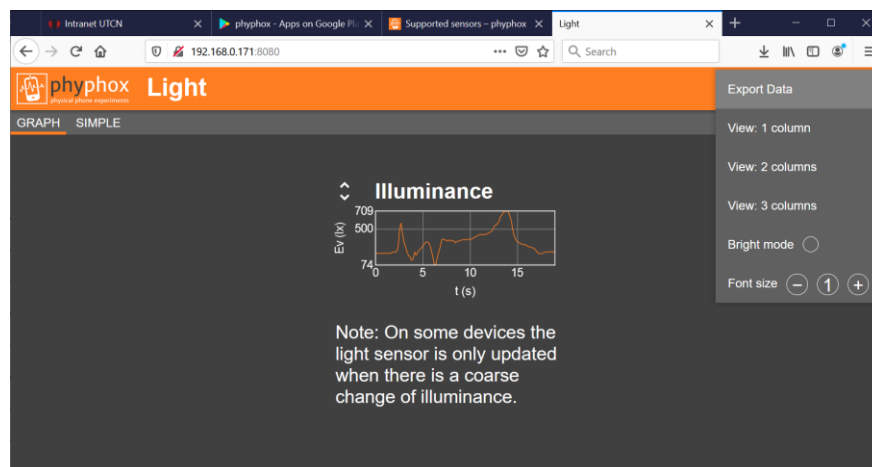 Intranet UTCN
phyphox - Apps on Google Pl
Supported sensors – phyphox
Light
192.168.0.171:8080
Search
phyphox
physical phone experiments
Light
GRAPH SIMPLE
Export Data
View: 1 column
View: 2 columns
View: 3 columns
Bright mode
Font size − 1 +
Illuminance
709
500
74
Ev (lx)
0 5 10 15
t (s)
Note: On some devices the
light sensor is only updated
when there is a coarse
change of illuminance.